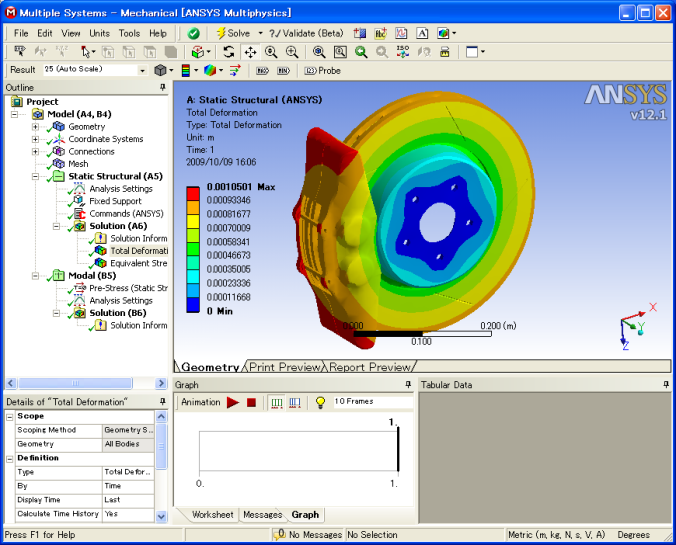 Multiple Systems - Mechanical [ANSYS Multiphysics]
File Edit View Units Tools Help Solve ?/ Validate (Beta)
Result 25 (Auto Scale) MAX MIN Probe
Outline
Project
Model (A4, B4)
Geometry
Coordinate Systems
Connections
Mesh
Static Structural (A5)
Analysis Settings
Fixed Support
Commands (ANSYS)
Solution (A6)
Solution Inform
Total Deformati
Equivalent Stre
Modal (B5)
Pre-Stress (Static Str
Analysis Settings
Solution (B6)
Solution Inform
A: Static Structural (ANSYS)
Total Deformation
Type: Total Deformation
Unit: m
Time: 1
2009/10/09 16:06
0.0010501 Max
0.00093346
0.00081677
0.00070009
0.00058341
0.00046673
0.00035005
0.00023336
0.00011668
0 Min
ANSYS
v12.1
0.000 0.200 (m)
0.100
X
Y
Z
Geometry Print Preview Report Preview
Details of "Total Deformation"
Scope
Scoping Method Geometry S...
Geometry All Bodies
Definition
Type Total Defor...
By Time
Display Time Last
Calculate Time History Yes
Graph
Animation 10 Frames
1.
0. 1.
Worksheet Messages Graph
Tabular Data
Press F1 for Help No Messages No Selection Metric (m, kg, N, s, V, A) Degrees